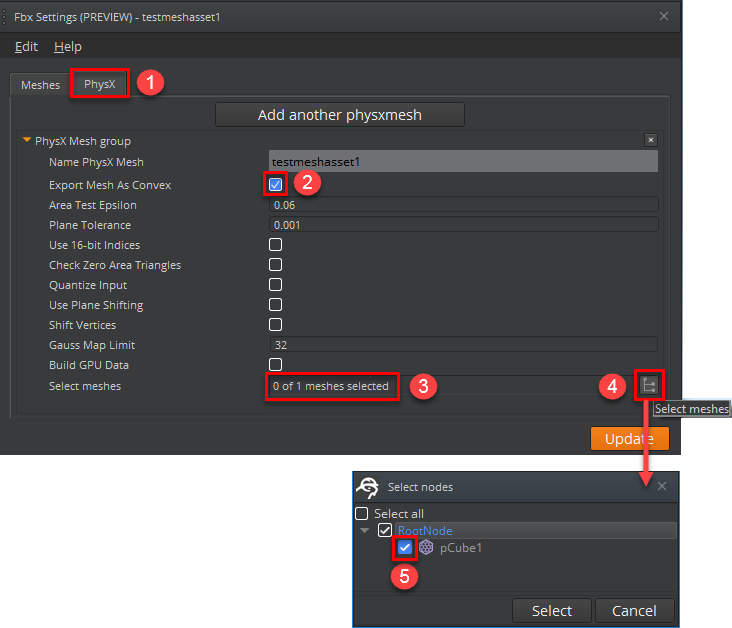 Fbx Settings (PREVIEW) - testmeshasset1
Edit Help
Meshes PhysX 1
Add another physxmesh
PhysX Mesh group
Name PhysX Mesh testmeshasset1
Export Mesh As Convex 2
Area Test Epsilon 0.06
Plane Tolerance 0.001
Use 16-bit Indices
Check Zero Area Triangles
Quantize Input
Use Plane Shifting
Shift Vertices
Gauss Map Limit 32
Build GPU Data
Select meshes 0 of 1 meshes selected 3 4
Select meshes
Update
Select nodes
Select all
RootNode
pCube1
5
Select Cancel